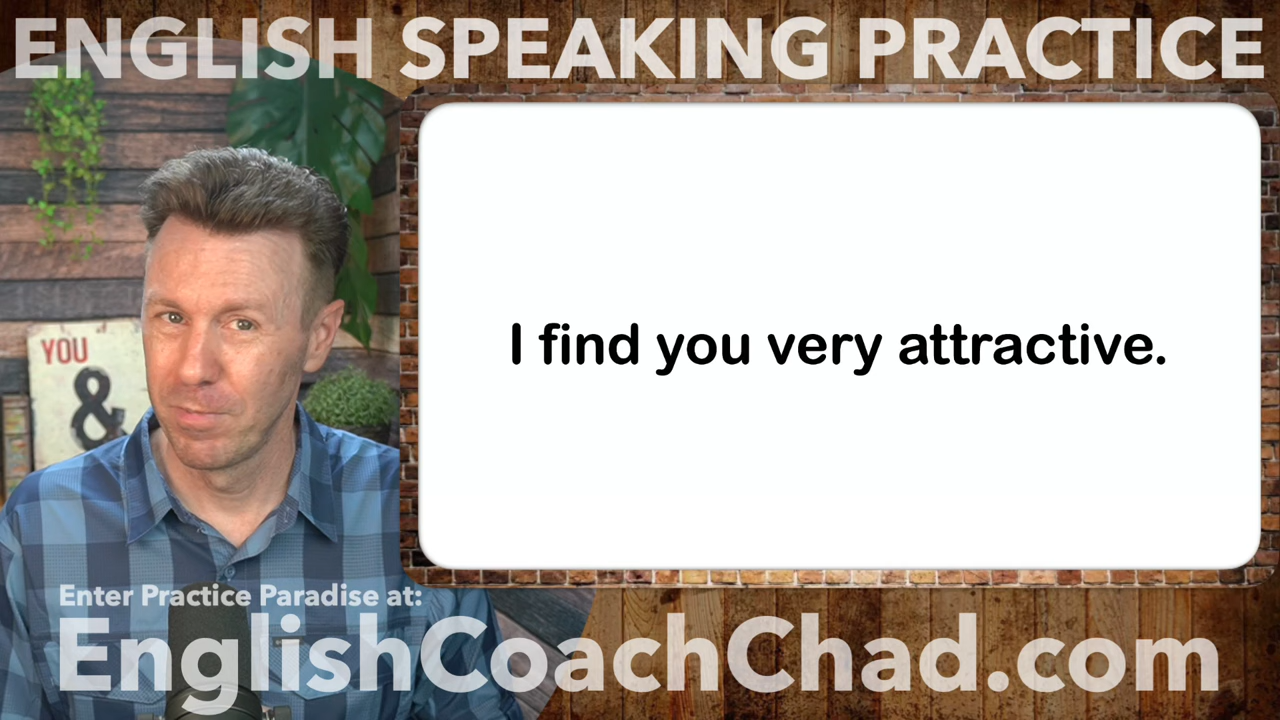 ENGLISH SPEAKING PRACTICE
YOU
&
I find you very attractive.
Enter Practice Paradise at:
EnglishCoachChad.com